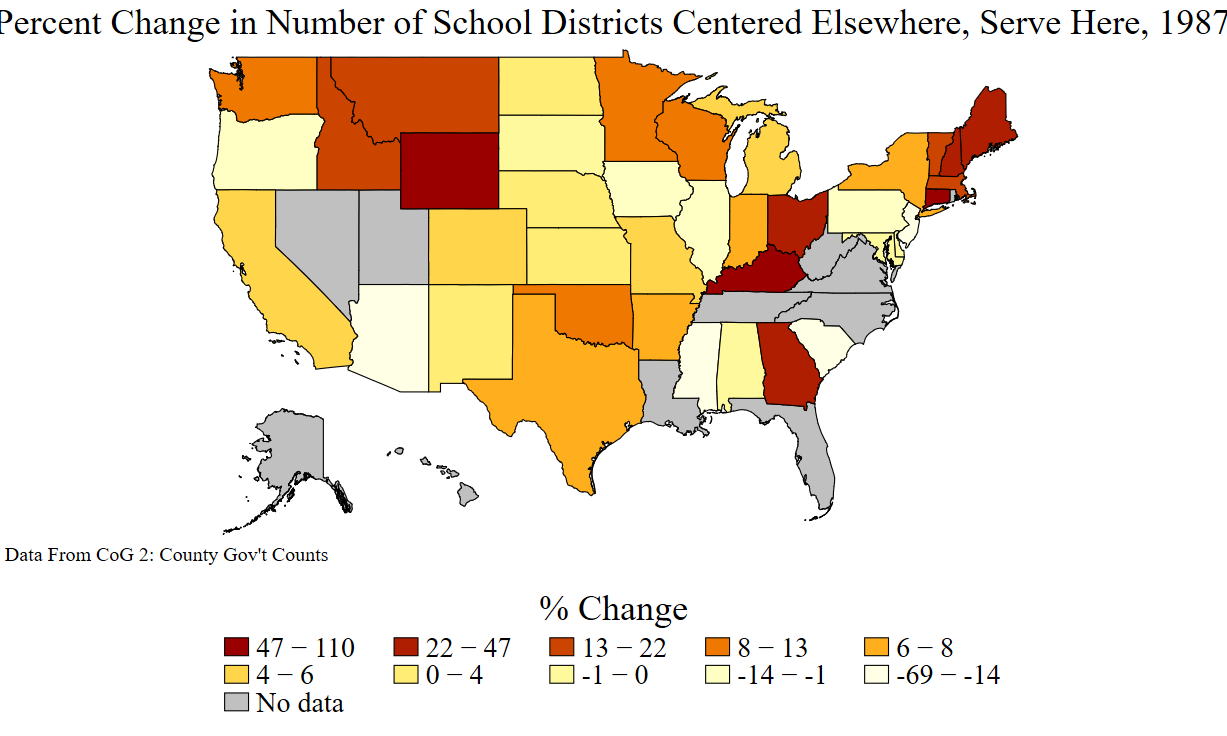 Percent Change in Number of School Districts Centered Elsewhere, Serve Here, 1987
Data From CoG 2: County Gov't Counts
% Change
47 − 110 22 − 47 13 − 22 8 − 13 6 − 8
4 − 6 0 − 4 -1 − 0 -14 − -1 -69 − -14
No data